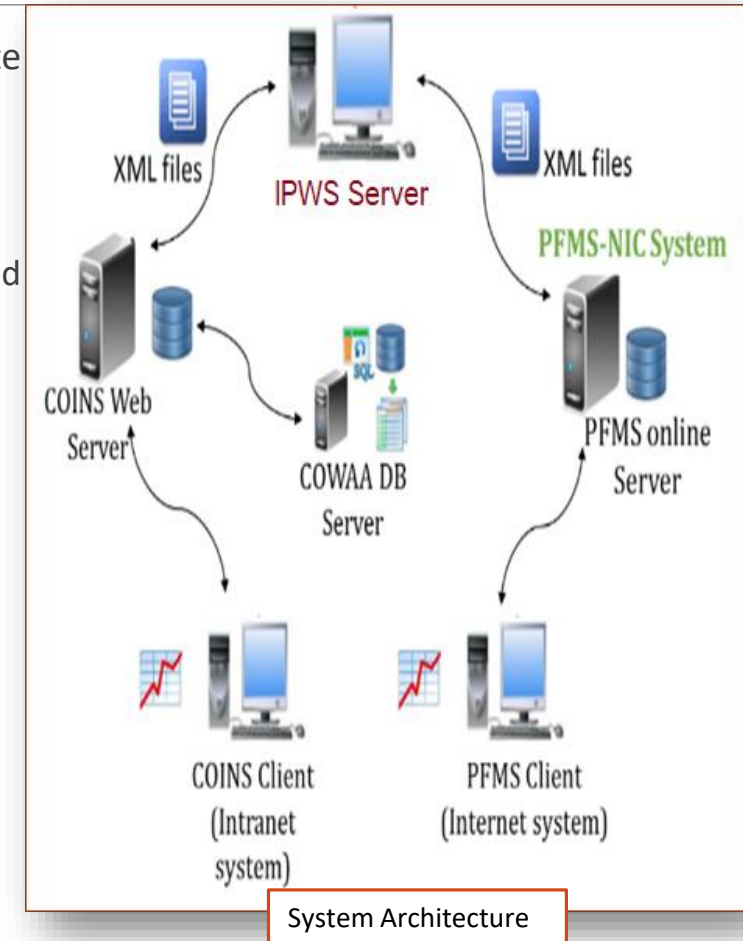 te
d
XML files
IPWS Server
XML files
PFMS-NIC System
COINS Web
Server
SQL
COWAA DB
Server
PFMS online
Server
COINS Client
(Intranet
system)
PFMS Client
(Internet system)
System Architecture